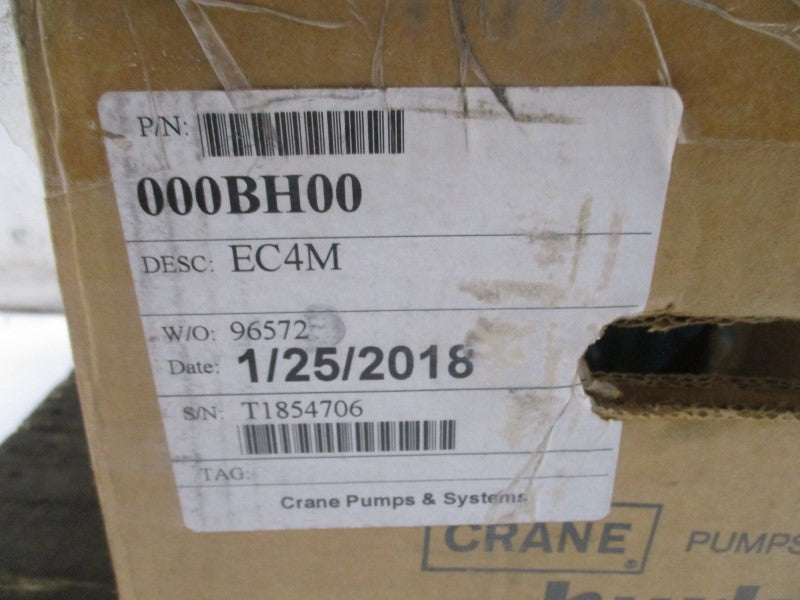 P/N:
000BH00
DESC: EC4M
W/O: 96572
Date: 1/25/2018
S/N: T1854706
TAG:
Crane Pumps & Systems
CRANE® PUMPS